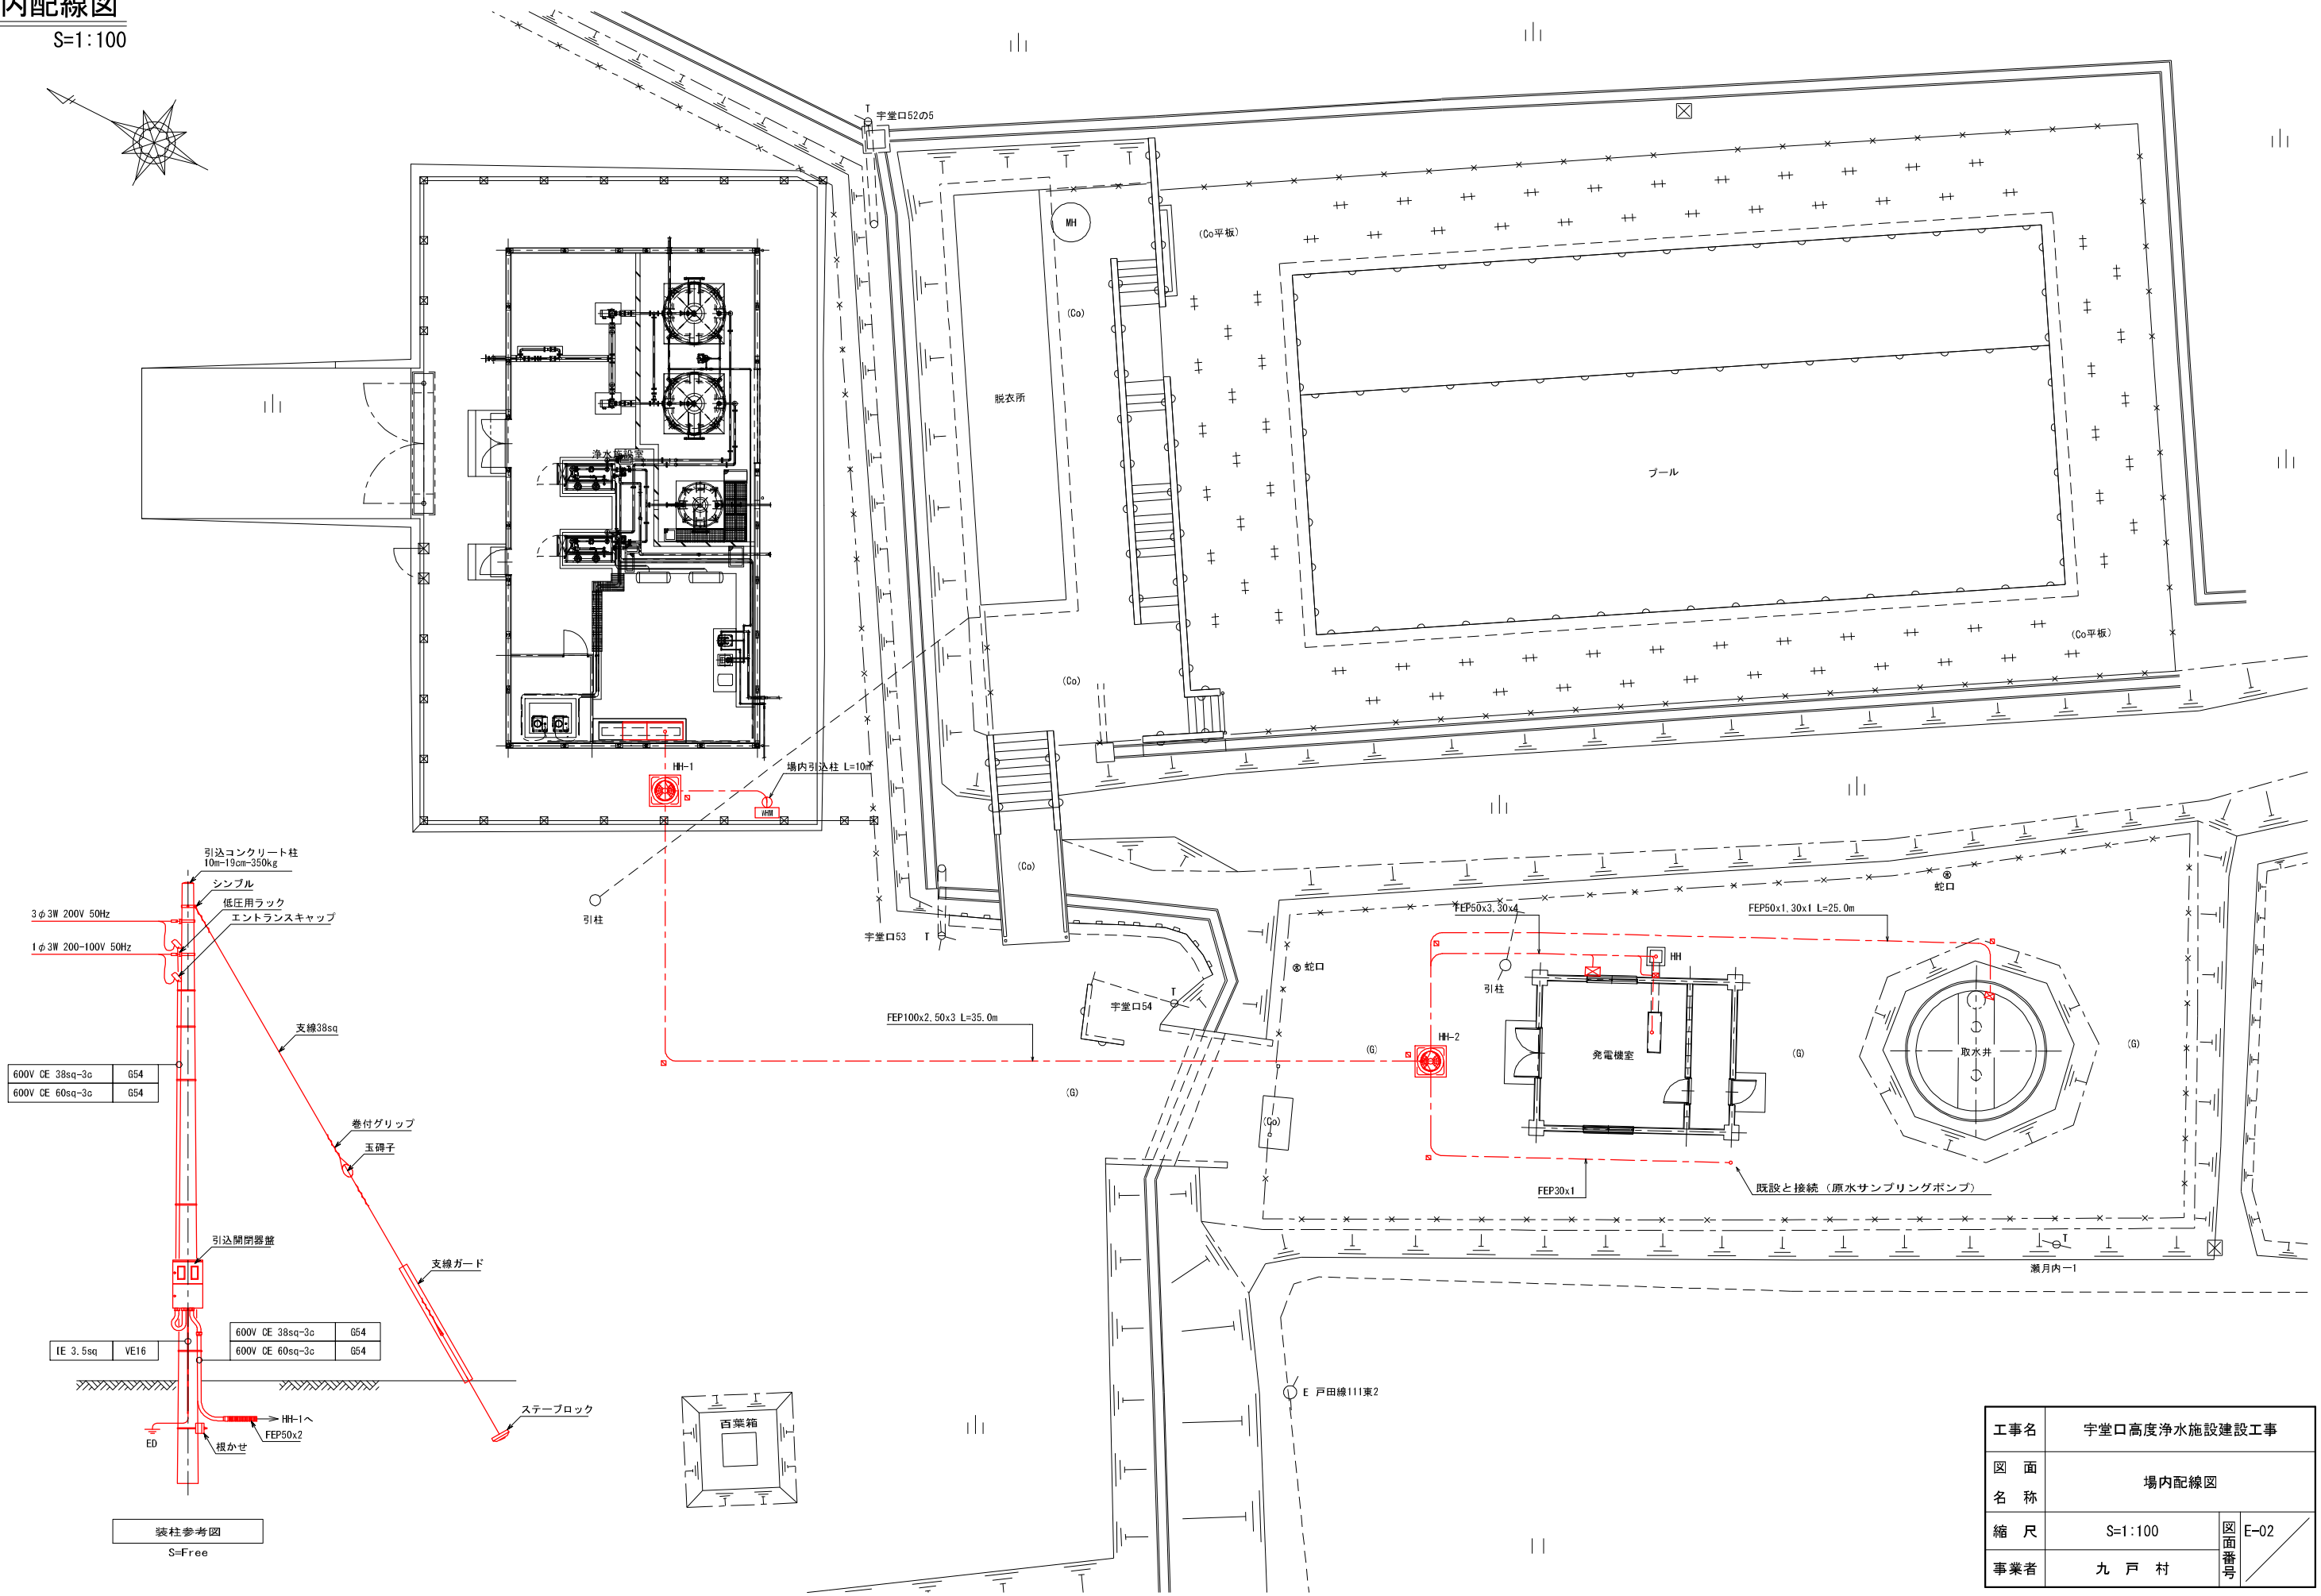 内配線図
S=1:100
T
宇堂口52の5
MH
(Co平板)
(Co)
脱衣所
プール
浄水施設室
(Co平板)
(Co)
HH-1
場内引込柱 L=10m
WHM
引柱
(Co)
宇堂口53
T
宇堂口54
T
蛇口
蛇口
FEP50x3,30x4
FEP50x1,30x1 L=25.0m
引柱
HH
FEP100x2,50x3 L=35.0m
(G)
HH-2
発電機室
(G)
取水井
(G)
(G)
(Co)
FEP30x1
既設と接続(原水サンプリングポンプ)
T
瀬月内一1
E 戸田線111東2
百葉箱
引込コンクリート柱
10m-19cm-350kg
シンブル
低圧用ラック
エントランスキャップ
3φ3W 200V 50Hz
1φ3W 200-100V 50Hz
支線38sq
600V CE 38sq-3c G54
600V CE 60sq-3c G54
巻付グリップ
玉碍子
引込開閉器盤
支線ガード
600V CE 38sq-3c G54
600V CE 60sq-3c G54
IE 3.5sq VE16
HH-1へ
FEP50x2
ED
根かせ
ステーブロック
装柱参考図
S=Free
工事名 宇堂口高度浄水施設建設工事
図面名称 場内配線図
縮尺 S=1:100 図面番号 E-02
事業者 九戸村